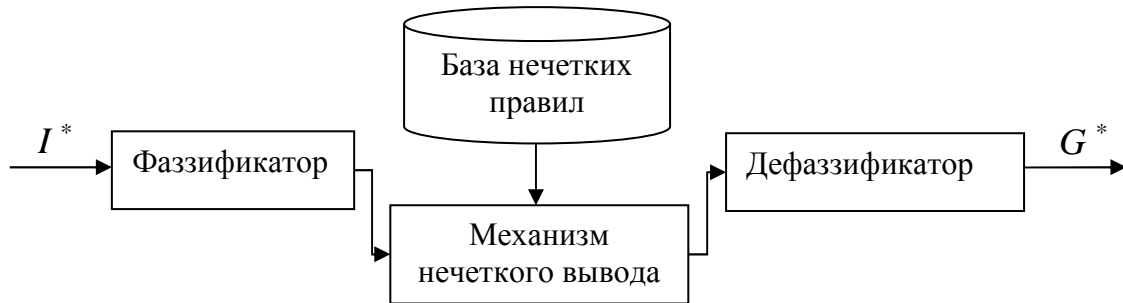 База нечетких
правил
I *
Фаззификатор
Механизм
нечеткого вывода
Дефаззификатор
G *